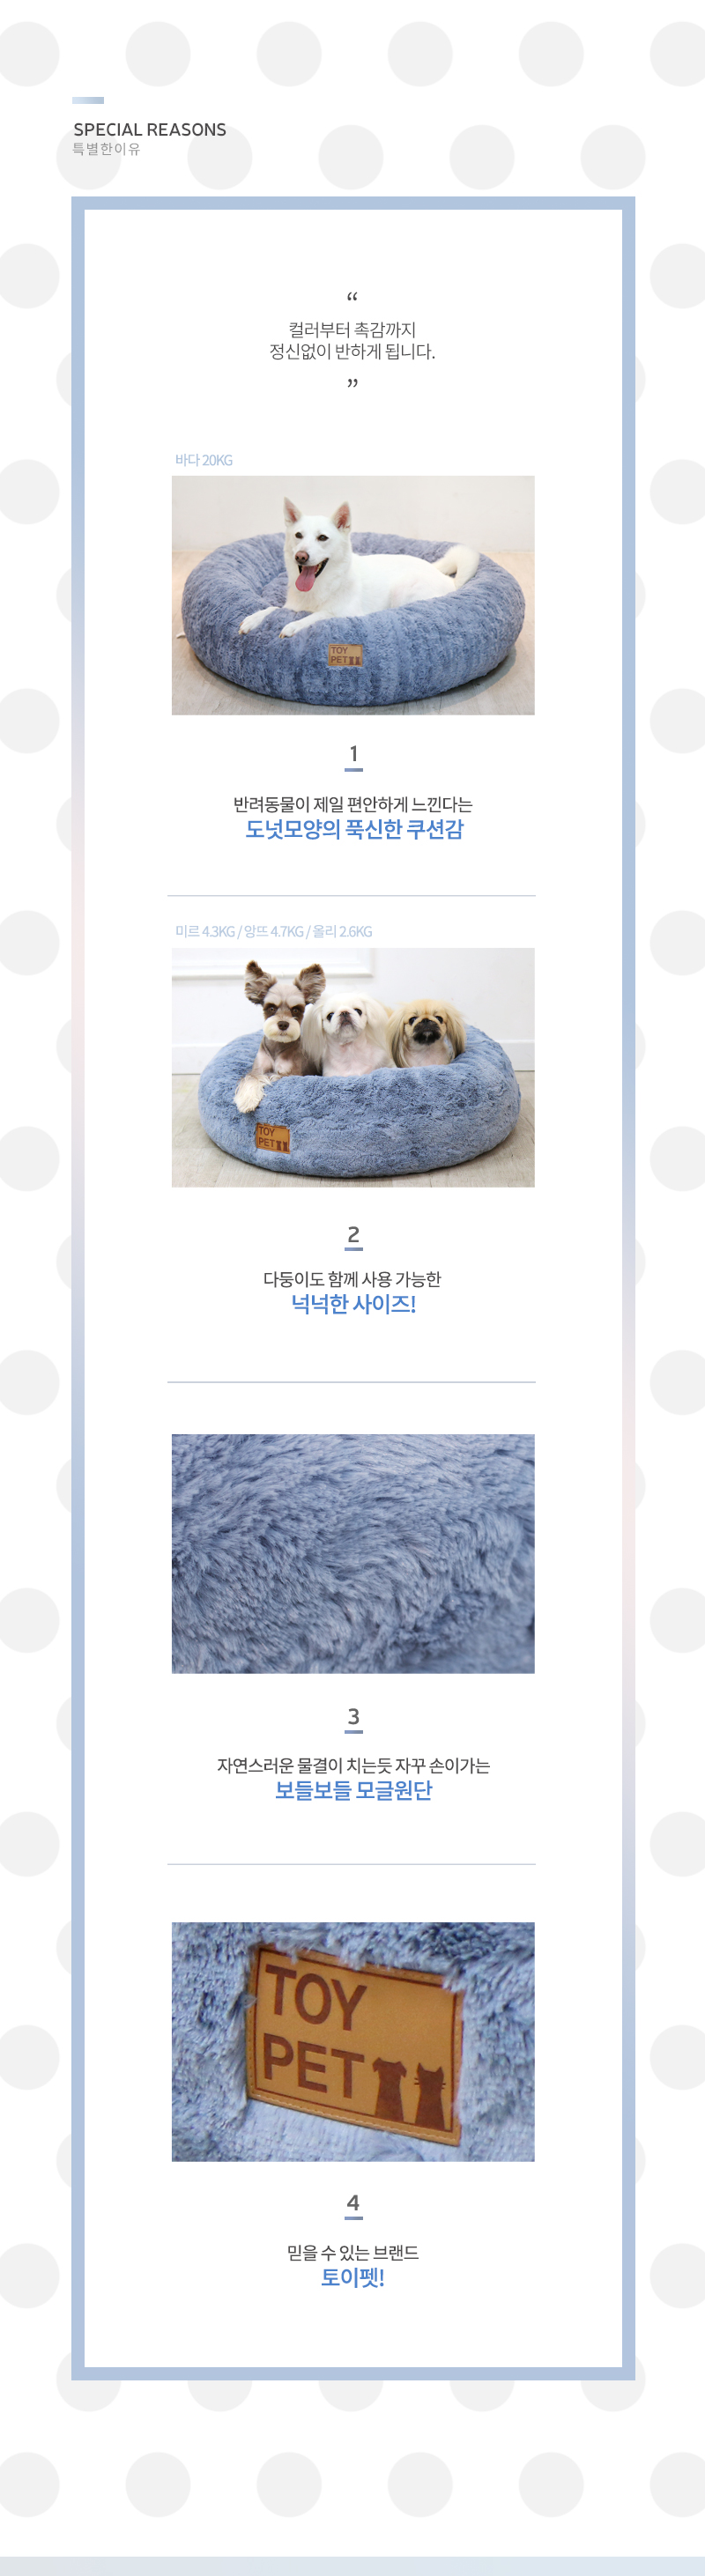 SPECIAL REASONS
특별한이유
“
컬러부터 촉감까지
정신없이 반하게 됩니다.
”
바다 20KG
TOY
PET
1
반려동물이 제일 편안하게 느낀다는
도넛모양의 푹신한 쿠션감
미르 4.3KG / 앙뜨 4.7KG / 올리 2.6KG
TOY
PET
2
다둥이도 함께 사용 가능한
넉넉한 사이즈!
3
자연스러운 물결이 치는듯 자꾸 손이가는
보들보들 모글원단
TOY
PET
4
믿을 수 있는 브랜드
토이펫!